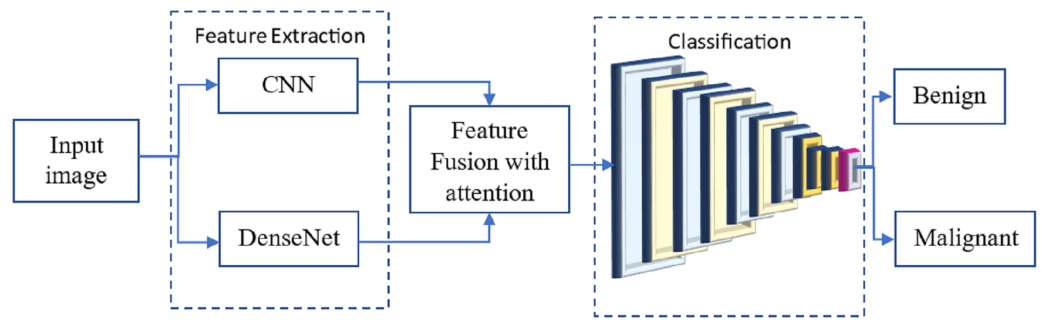 Feature Extraction
Classification
CNN
Input
image
Feature
Fusion with
attention
DenseNet
Benign
Malignant